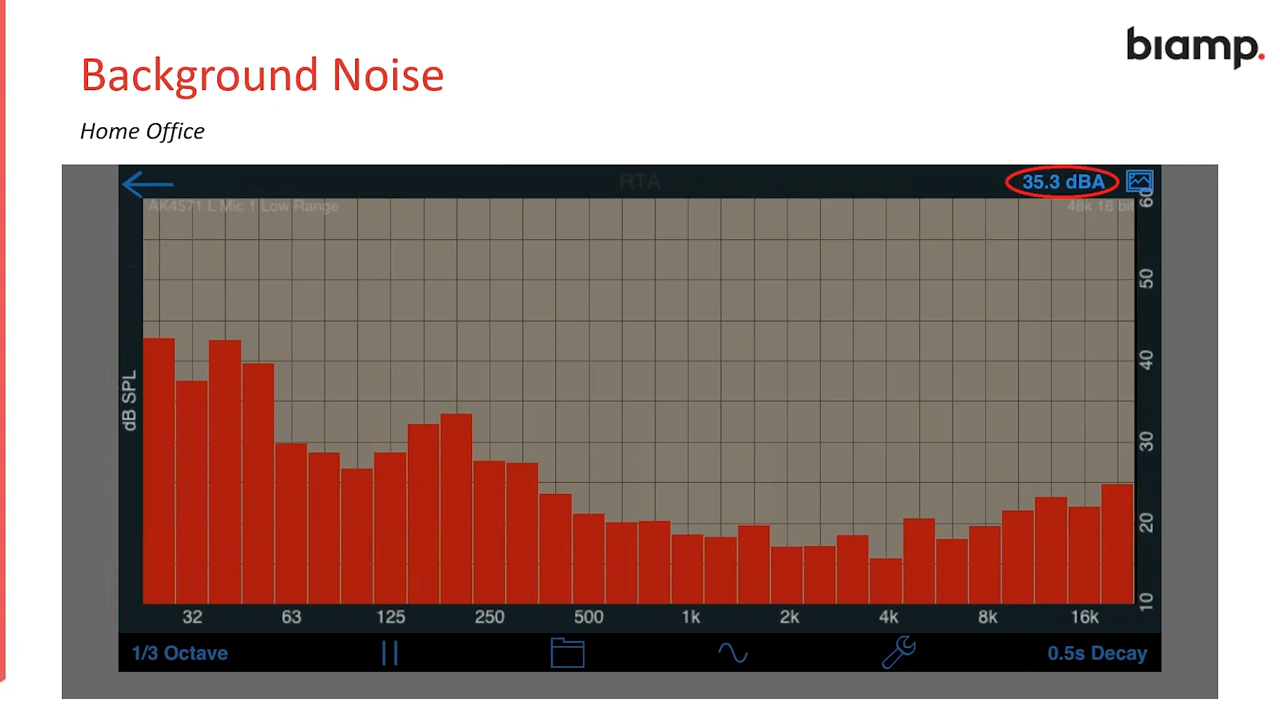 biamp.
Background Noise
Home Office
RTA
35.3 dBA
AK4571 L Mic 1 Low Range
48k 16 bit
60
50
40
30
20
10
dB SPL
32 63 125 250 500 1k 2k 4k 8k 16k
1/3 Octave
0.5s Decay